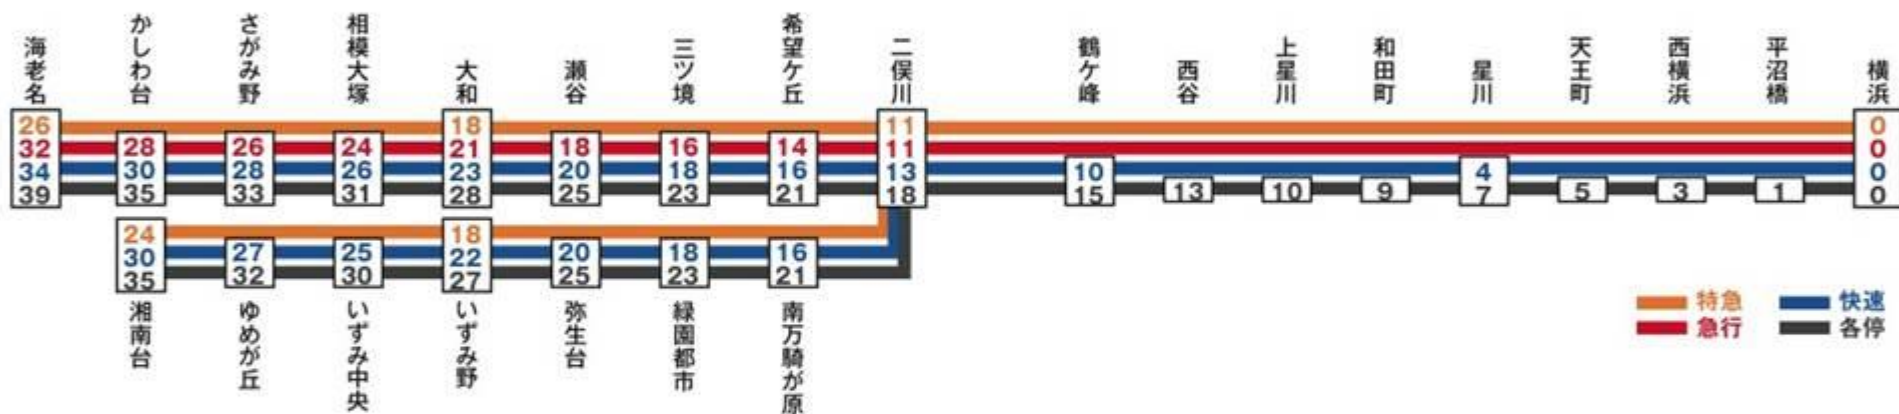 海老名
かしわ台
さがみ野
相模大塚
大和
瀬谷
三ツ境
希望ケ丘
二俣川
鶴ケ峰
西谷
上星川
和田町
星川
天王町
西横浜
平沼橋
横浜
26 18 11 0
32 28 26 24 21 18 16 14 11 0
34 30 28 26 23 20 18 16 13 10 4 0
39 35 33 31 28 25 23 21 18 15 13 10 9 7 5 3 1 0
24 18
30 27 25 22 20 18 16
35 32 30 27 25 23 21
湘南台
ゆめが丘
いずみ中央
いずみ野
弥生台
緑園都市
南万騎が原
特急 快速
急行 各停